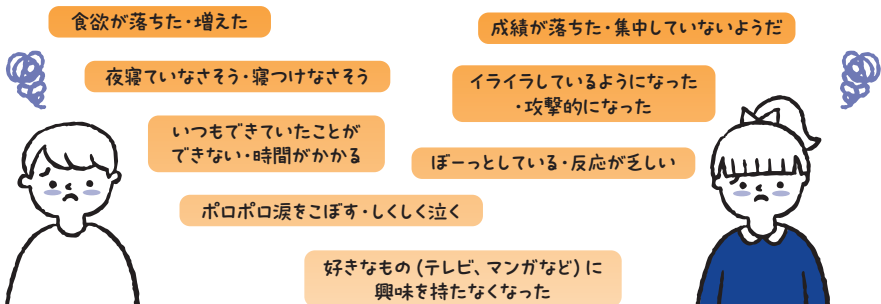 食欲が落ちた・増えた
成績が落ちた・集中していないようだ
夜寝ていなさそう・寝つけなさそう
イライラしているようになった
・攻撃的になった
いつもできていたことが
できない・時間がかかる
ぼーっとしている・反応が乏しい
ポロポロ涙をこぼす・しくしく泣く
好きなもの(テレビ、マンガなど)に
興味を持たなくなった